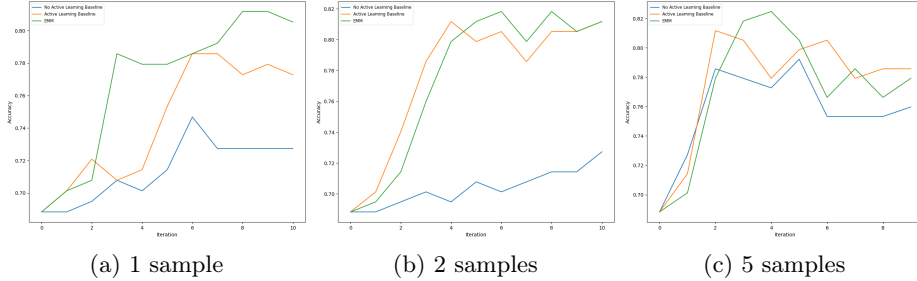 No Active Learning Baseline
Active Learning Baseline
EMM
Accuracy
0.80
0.78
0.76
0.74
0.72
0.70
0 2 4 6 8 10
Iteration
(a) 1 sample
No Active Learning Baseline
Active Learning Baseline
EMM
Accuracy
0.82
0.80
0.78
0.76
0.74
0.72
0.70
0 2 4 6 8 10
Iteration
(b) 2 samples
No Active Learning Baseline
Active Learning Baseline
EMM
Accuracy
0.82
0.80
0.78
0.76
0.74
0.72
0.70
0 2 4 6 8
Iteration
(c) 5 samples